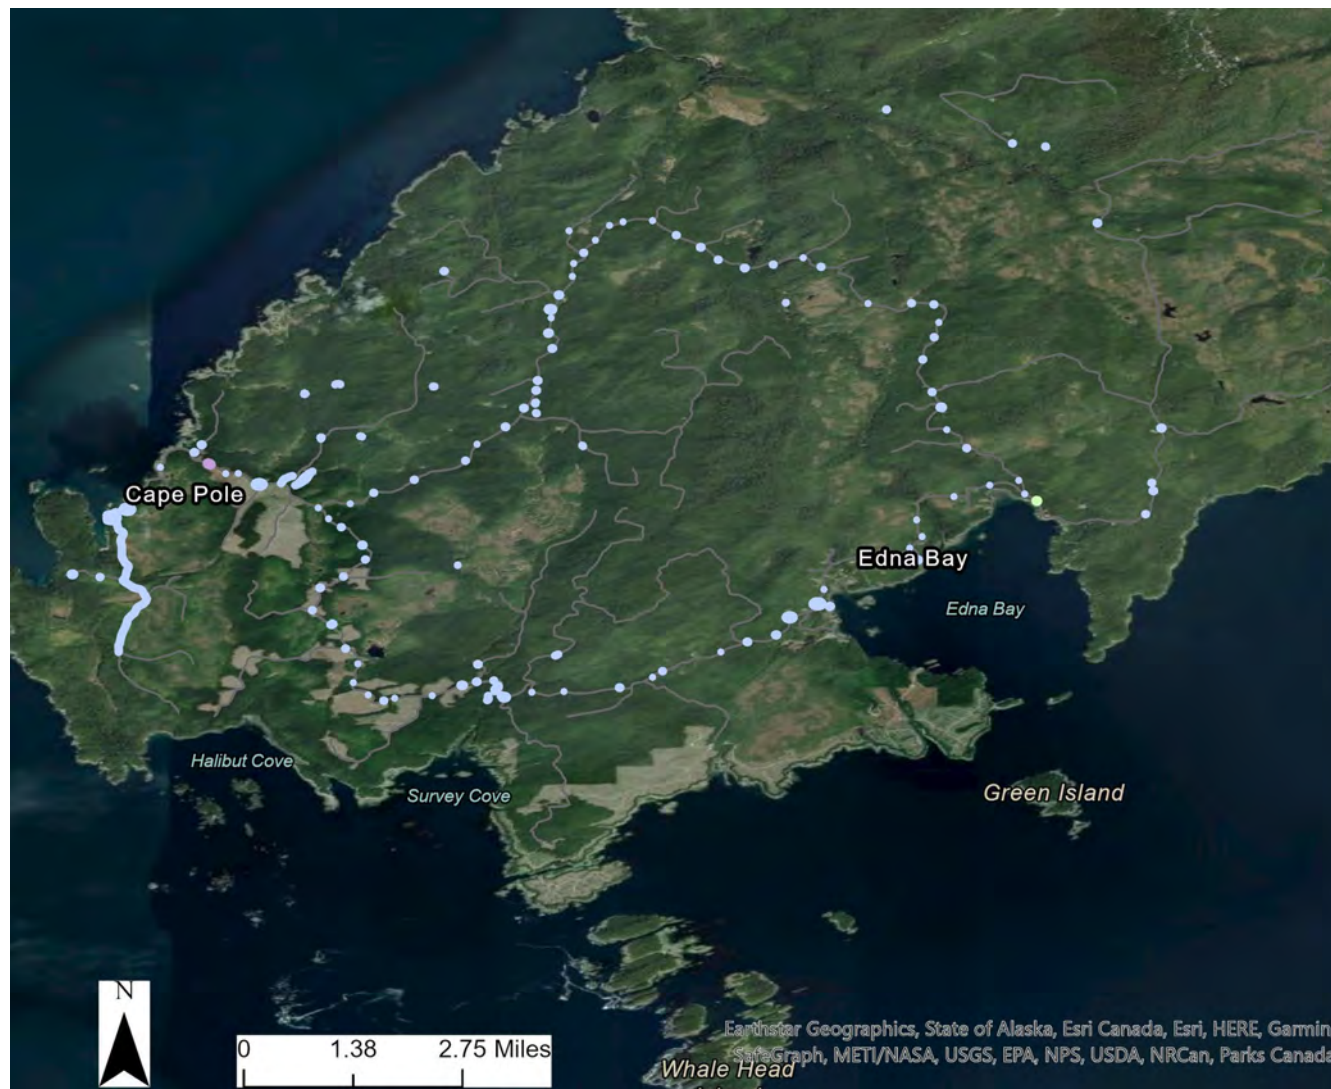 Cape Pole
Edna Bay
Edna Bay
Halibut Cove
Survey Cove
Green Island
N
0 1.38 2.75 Miles
Earthstar Geographics, State of Alaska, Esri Canada, Esri, HERE, Garmin,
SafeGraph, METI/NASA, USGS, EPA, NPS, USDA, NRCan, Parks Canada
Whale Head